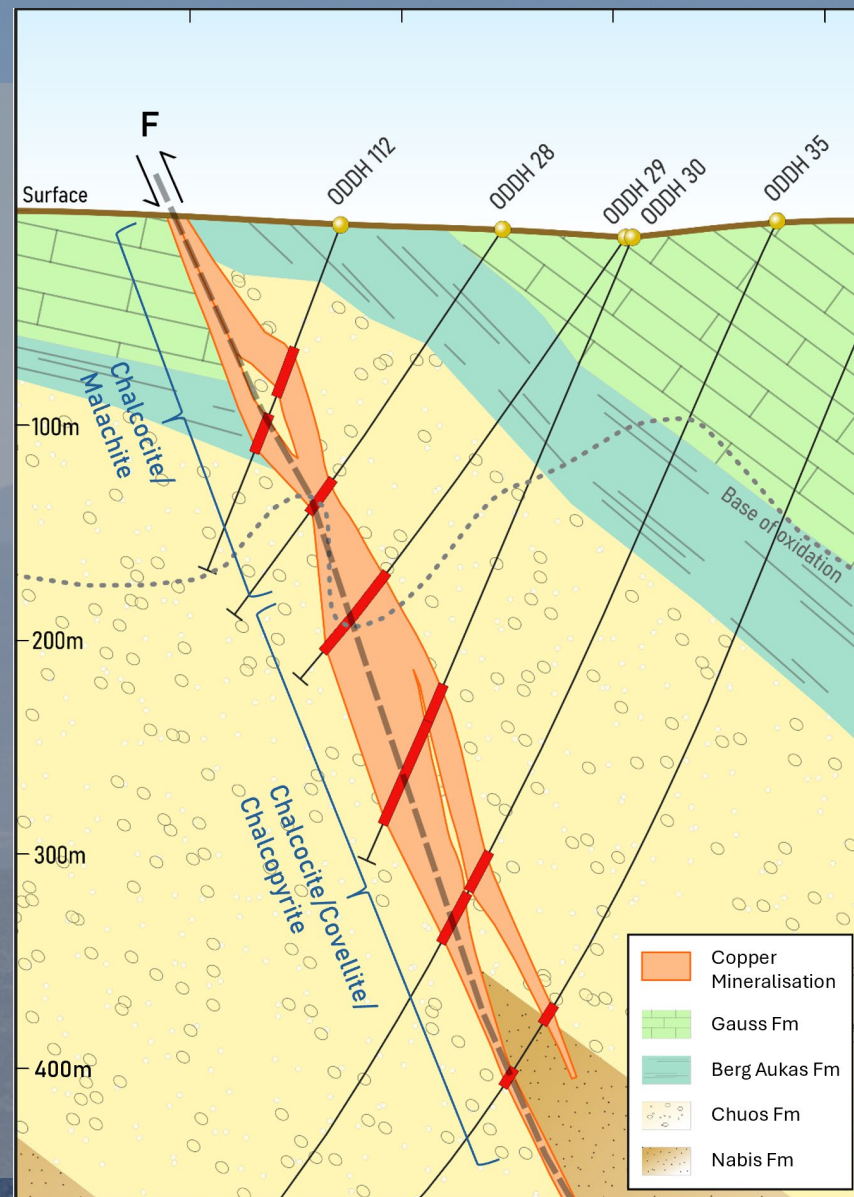 F
Surface
ODDH 112
ODDH 28
ODDH 29
ODDH 30
ODDH 35
Chalcocite/
Malachite
100m
Base of oxidation
200m
Chalcocite/Covellite/
Chalcopyrite
300m
400m
Copper
Mineralisation
Gauss Fm
Berg Aukas Fm
Chuos Fm
Nabis Fm